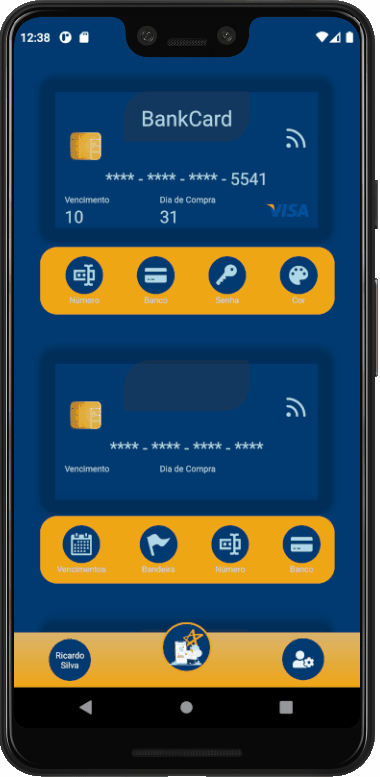 12:38
BankCard
**** - **** - **** - 5541
Vencimento Dia de Compra
10 31
VISA
Número Banco Senha Cor
**** - **** - **** - ****
Vencimento Dia de Compra
Vencimentos Bandeira Número Banco
Ricardo
Silva